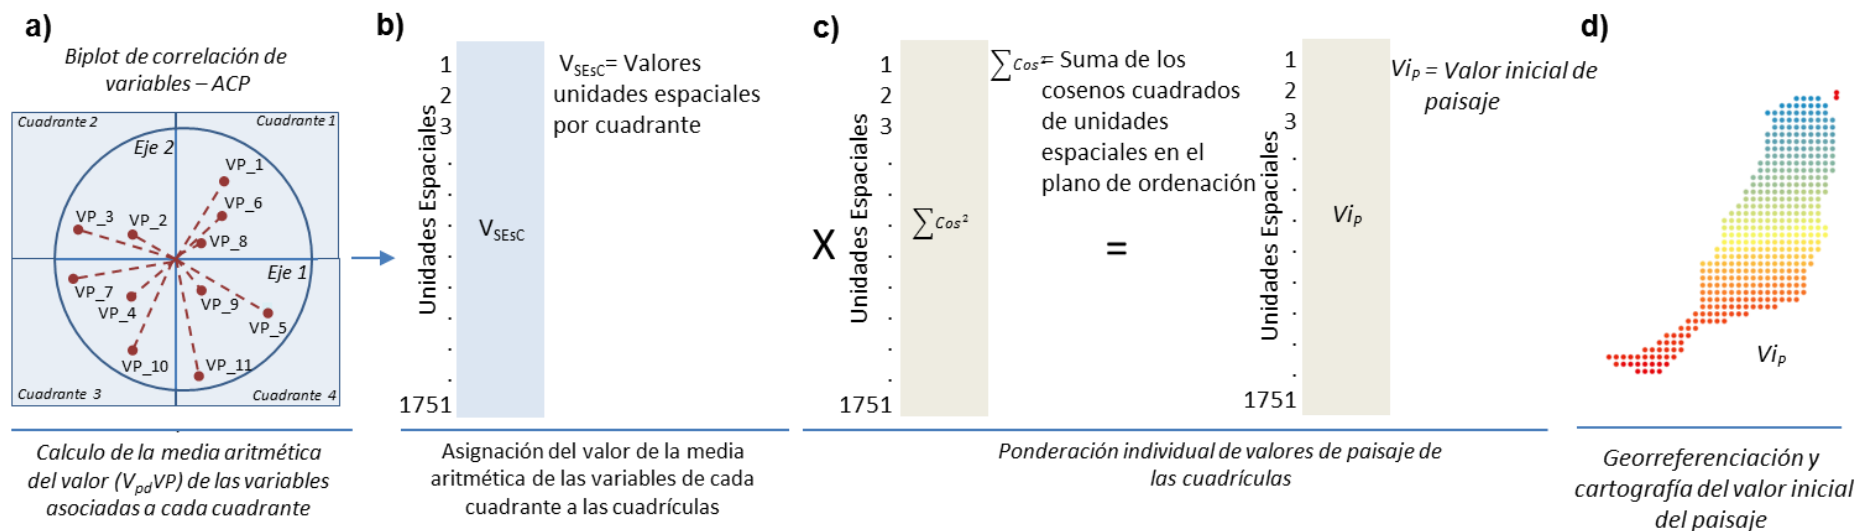 a)
Biplot de correlación de
variables – ACP
Cuadrante 2
Cuadrante 1
Eje 2
VP_1
VP_6
VP_3
VP_2
VP_8
Eje 1
VP_7
VP_4
VP_9
VP_5
VP_10
VP_11
Cuadrante 3
Cuadrante 4
Calculo de la media aritmética
del valor (VpdVP) de las variables
asociadas a cada cuadrante
b)
1
2
3
.
.
.
.
.
.
.
.
1751
Unidades Espaciales
VSEsC
VSEsC= Valores
unidades espaciales
por cuadrante
Asignación del valor de la media
aritmética de las variables de cada
cuadrante a las cuadrículas
c)
X
1
2
3
.
.
.
.
.
.
.
.
1751
Unidades Espaciales
∑Cos²
∑Cos²= Suma de los
cosenos cuadrados
de unidades
espaciales en el
plano de ordenación
=
1
2
3
.
.
.
.
.
.
.
.
1751
Unidades Espaciales
ViP
ViP = Valor inicial de
paisaje
Ponderación individual de valores de paisaje de
las cuadrículas
d)
ViP
Georreferenciación y
cartografía del valor inicial
del paisaje